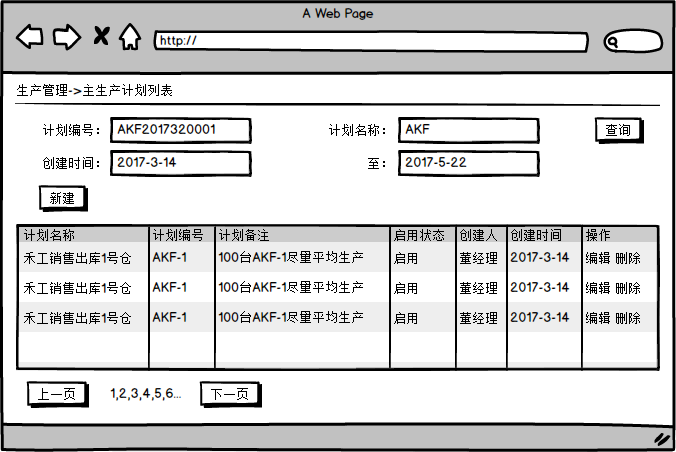 A Web Page
http://
生产管理->主生产计划列表
计划编号： AKF2017320001 计划名称： AKF 查询
创建时间： 2017-3-14 至： 2017-5-22
新建
计划名称 计划编号 计划备注 启用状态 创建人 创建时间 操作
禾工销售出库1号仓 AKF-1 100台AKF-1尽量平均生产 启用 董经理 2017-3-14 编辑 删除
禾工销售出库1号仓 AKF-1 100台AKF-1尽量平均生产 启用 董经理 2017-3-14 编辑 删除
禾工销售出库1号仓 AKF-1 100台AKF-1尽量平均生产 启用 董经理 2017-3-14 编辑 删除
上一页 1,2,3,4,5,6... 下一页